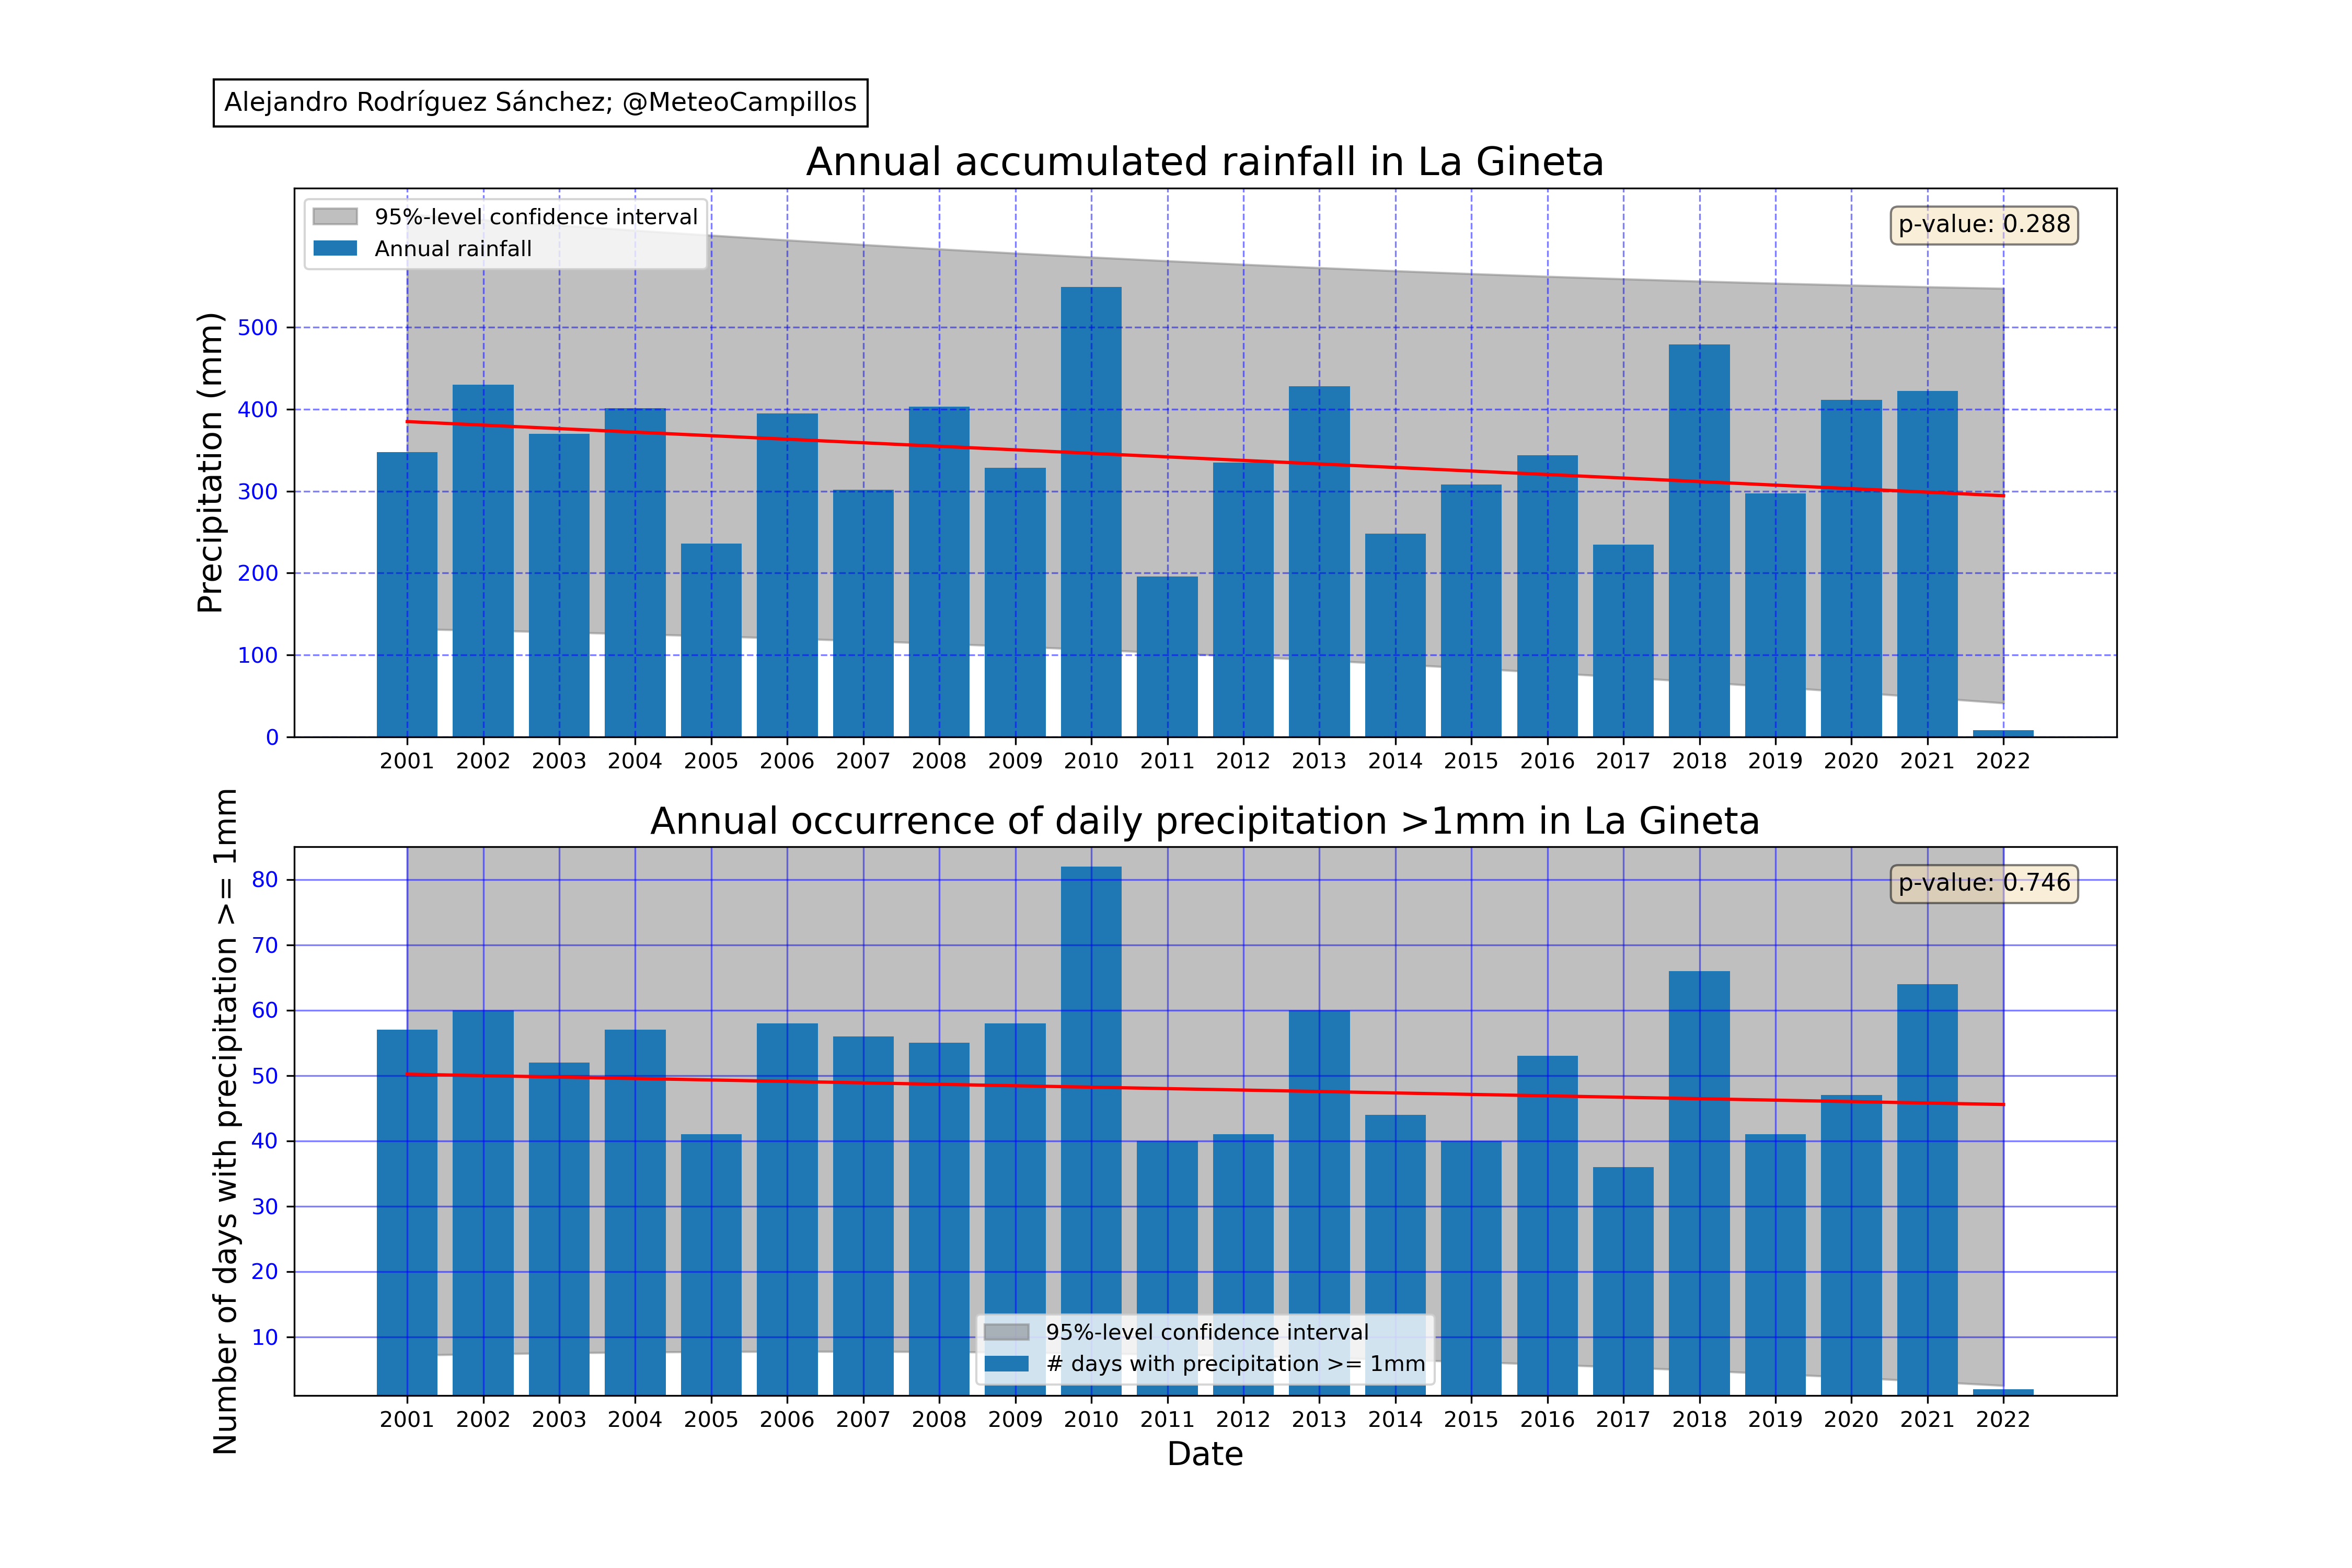 Alejandro Rodríguez Sánchez; @MeteoCampillos
Annual accumulated rainfall in La Gineta
95%-level confidence interval
Annual rainfall
p-value: 0.288
Precipitation (mm)
500
400
300
200
100
0
2001 2002 2003 2004 2005 2006 2007 2008 2009 2010 2011 2012 2013 2014 2015 2016 2017 2018 2019 2020 2021 2022
Annual occurrence of daily precipitation >1mm in La Gineta
p-value: 0.746
Number of days with precipitation >= 1mm
80
70
60
50
40
30
20
10
95%-level confidence interval
# days with precipitation >= 1mm
2001 2002 2003 2004 2005 2006 2007 2008 2009 2010 2011 2012 2013 2014 2015 2016 2017 2018 2019 2020 2021 2022
Date